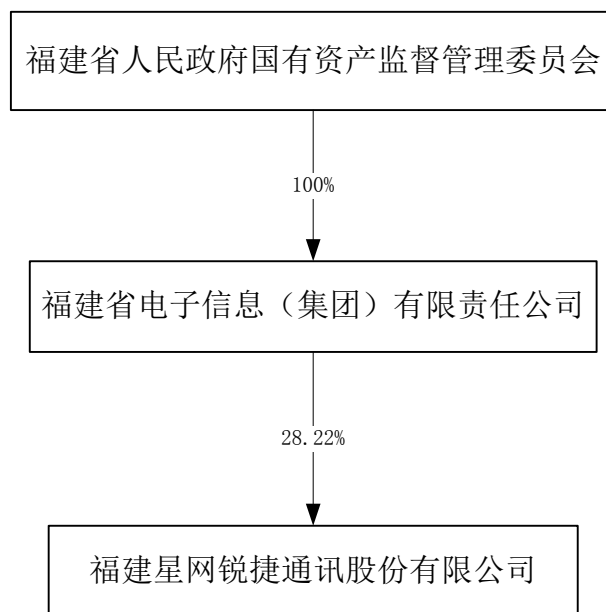 福建省人民政府国有资产监督管理委员会
100%
福建省电子信息（集团）有限责任公司
28.22%
福建星网锐捷通讯股份有限公司